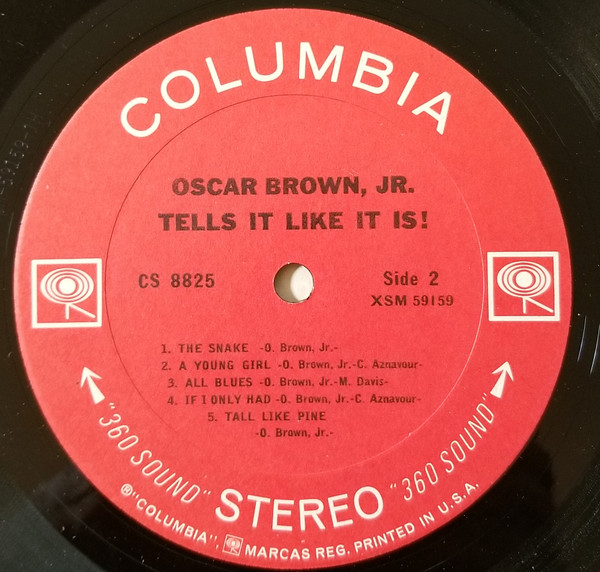 COLUMBIA
OSCAR BROWN, JR.
TELLS IT LIKE IT IS!
CS 8825
Side 2
XSM 59159
1. THE SNAKE -O. Brown, Jr.-
2. A YOUNG GIRL -O. Brown, Jr.-C. Aznavour-
3. ALL BLUES -O. Brown, Jr.-M. Davis-
4. IF I ONLY HAD -O. Brown, Jr.-C. Aznavour-
5. TALL LIKE PINE
-O. Brown, Jr.-
"360 SOUND" STEREO "360 SOUND"
®"COLUMBIA", MARCAS REG. PRINTED IN U.S.A.